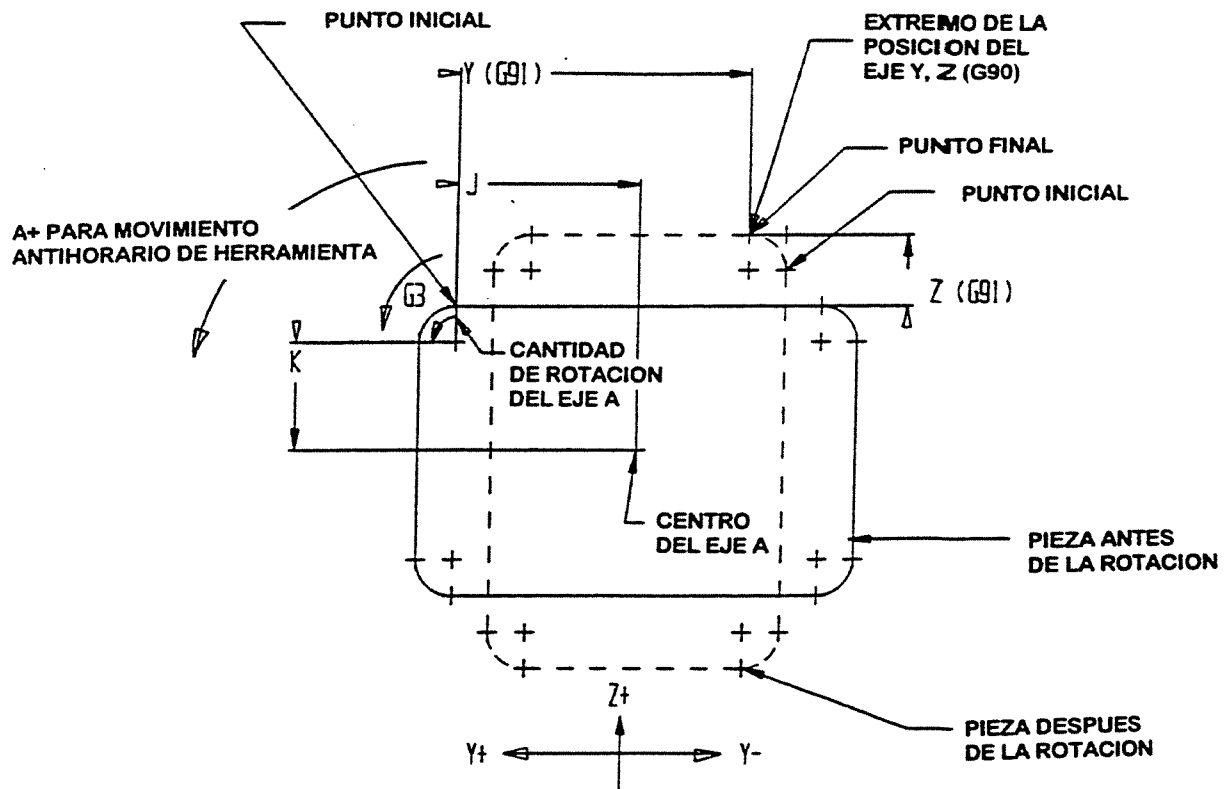 PUNTO INICIAL
EXTREMO DE LA
POSICION DEL
EJE Y, Z (G90)
Y (G91)
PUNTO FINAL
J
PUNTO INICIAL
A+ PARA MOVIMIENTO
ANTIHORARIO DE HERRAMIENTA
G3
Z (G91)
K
CANTIDAD
DE ROTACION
DEL EJE A
CENTRO
DEL EJE A
PIEZA ANTES
DE LA ROTACION
Z+
Y+
Y-
PIEZA DESPUES
DE LA ROTACION